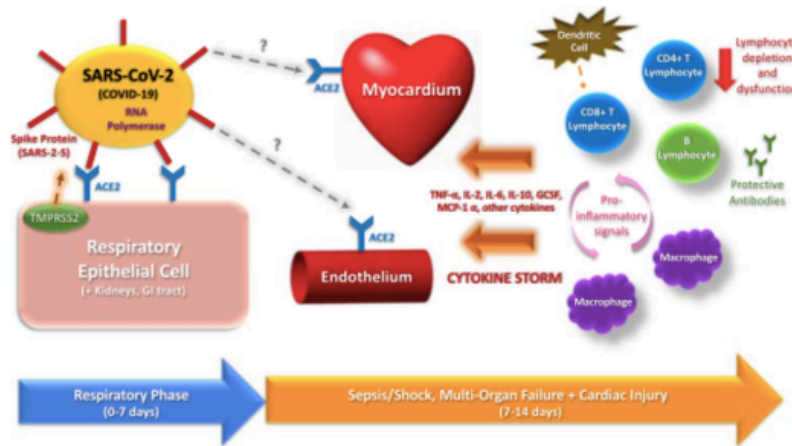 SARS-CoV-2
(COVID-19)
RNA
Polymerase
Spike Protein
(SARS-2-S)
ACE2
TMPRSS2
Respiratory
Epithelial Cell
(+ Kidneys, GI tract)
?
?
ACE2
Myocardium
ACE2
Endothelium
TNF-α, IL-2, IL-6, IL-10, GCSF,
MCP-1 α, other cytokines
CYTOKINE STORM
Dendritic
Cell
CD4+ T
Lymphocyte
Lymphocyte
depletion
and
dysfunction
CD8+ T
Lymphocyte
B
Lymphocyte
Protective
Antibodies
Pro-
inflammatory
signals
Macrophage
Macrophage
Respiratory Phase
(0-7 days)
Sepsis/Shock, Multi-Organ Failure + Cardiac Injury
(7-14 days)